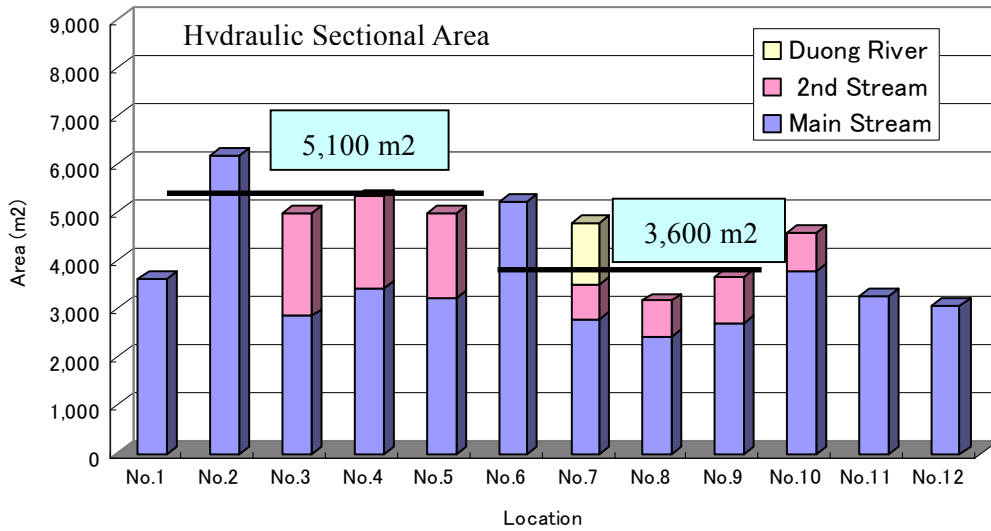 Hvdraulic Sectional Area
Duong River
2nd Stream
Main Stream
5,100 m2
3,600 m2
Area (m2)
9,000
8,000
7,000
6,000
5,000
4,000
3,000
2,000
1,000
0
No.1 No.2 No.3 No.4 No.5 No.6 No.7 No.8 No.9 No.10 No.11 No.12
Location